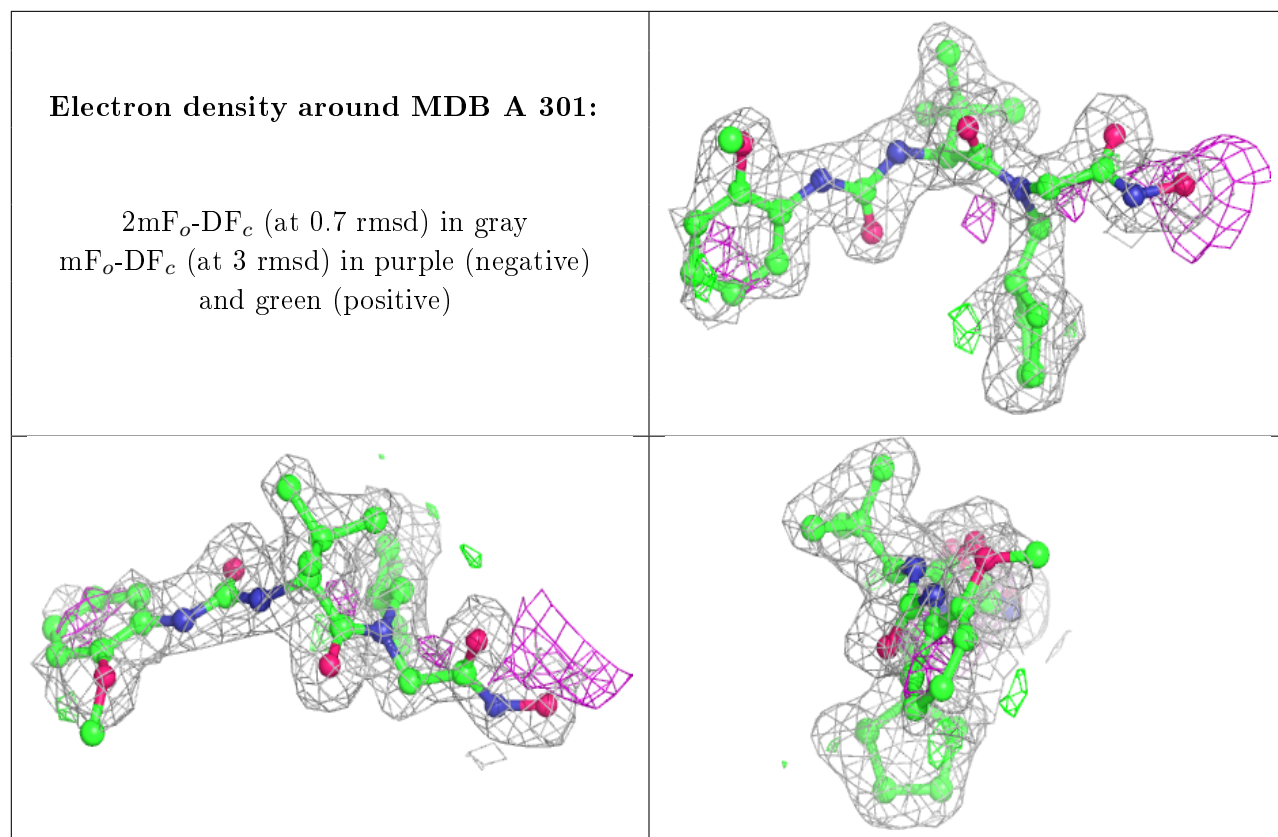 Electron density around MDB A 301:
2mFₒ-DF𝒸 (at 0.7 rmsd) in gray
mFₒ-DF𝒸 (at 3 rmsd) in purple (negative)
and green (positive)